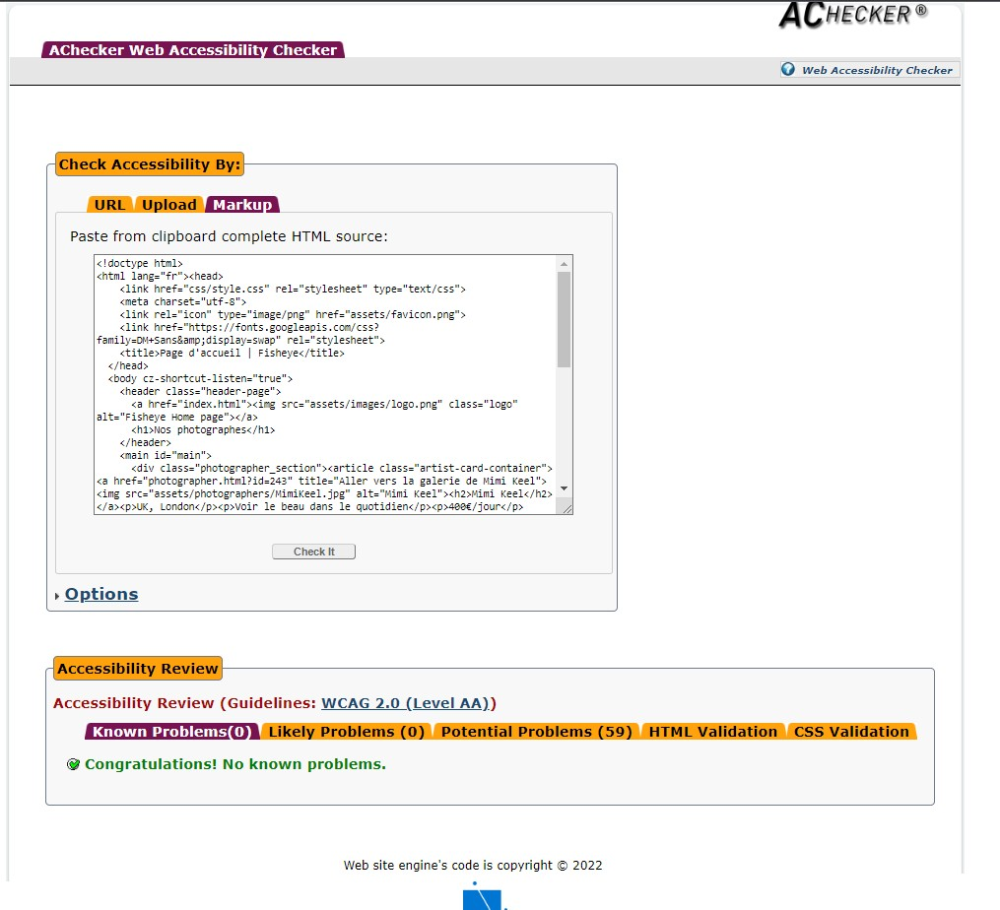 ACHECKER ®
AChecker Web Accessibility Checker
Web Accessibility Checker
Check Accessibility By:
URL Upload Markup
Paste from clipboard complete HTML source:
<!doctype html>
<html lang="fr"><head>
<link href="css/style.css" rel="stylesheet" type="text/css">
<meta charset="utf-8">
<link rel="icon" type="image/png" href="assets/favicon.png">
<link href="https://fonts.googleapis.com/css?
family=DM+Sans&amp;display=swap" rel="stylesheet">
<title>Page d'accueil | Fisheye</title>
</head>
<body cz-shortcut-listen="true">
<header class="header-page">
<a href="index.html"><img src="assets/images/logo.png" class="logo"
alt="Fisheye Home page"></a>
<h1>Nos photographes</h1>
</header>
<main id="main">
<div class="photographer_section"><article class="artist-card-container">
<a href="photographer.html?id=243" title="Aller vers la galerie de Mimi Keel">
<img src="assets/photographers/MimiKeel.jpg" alt="Mimi Keel"><h2>Mimi Keel</h2>
</a><p>UK, London</p><p>Voir le beau dans le quotidien</p><p>400€/jour</p>
Check It
Options
Accessibility Review
Accessibility Review (Guidelines: WCAG 2.0 (Level AA))
Known Problems(0) Likely Problems (0) Potential Problems (59) HTML Validation CSS Validation
Congratulations! No known problems.
Web site engine's code is copyright © 2022